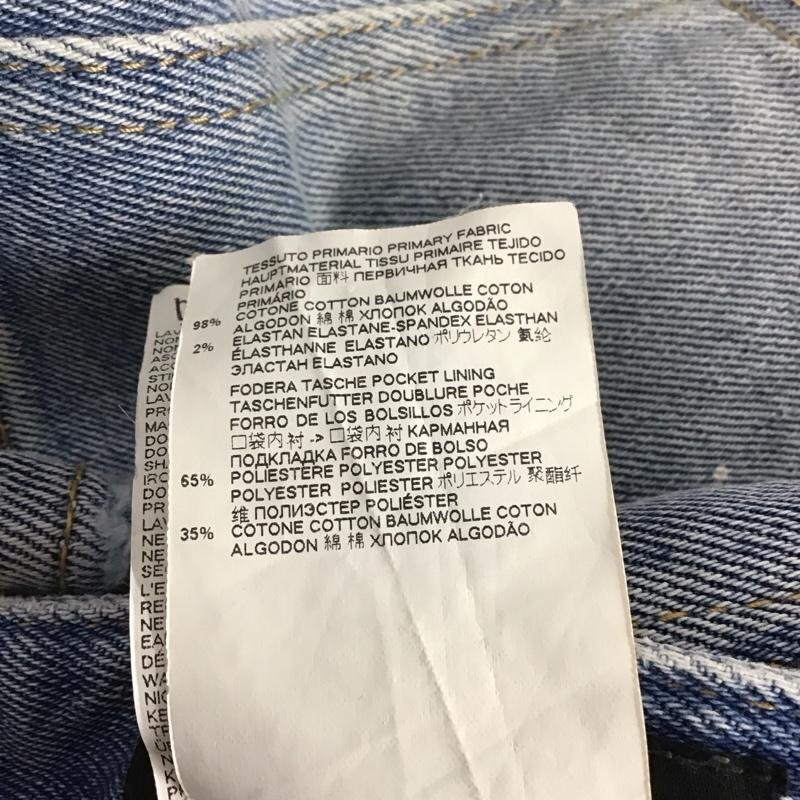 TESSUTO PRIMARIO PRIMARY FABRIC
HAUPTMATERIAL TISSU PRIMAIRE TEJIDO
PRIMARIO 面料 ПЕРВИЧНАЯ ТКАНЬ TECIDO
PRIMÁRIO
98% COTONE COTTON BAUMWOLLE COTON
ALGODON 綿 棉 ХЛОПОК ALGODÃO
2% ELASTAN ELASTANE-SPANDEX ELASTHAN
ÉLASTHANNE ELASTANO ポリウレタン 氨纶
ЭЛАСТАН ELASTANO
FODERA TASCHE POCKET LINING
TASCHENFUTTER DOUBLURE POCHE
FORRO DE LOS BOLSILLOS ポケットライニング
口袋内衬 -> 口袋内衬 КАРМАННАЯ
ПОДКЛАДКА FORRO DE BOLSO
65% POLIESTERE POLYESTER POLYESTER
POLYESTER POLIESTER ポリエステル 聚酯纤
维 ПОЛИЭСТЕР POLIÉSTER
35% COTONE COTTON BAUMWOLLE COTON
ALGODON 綿 棉 ХЛОПОК ALGODÃO